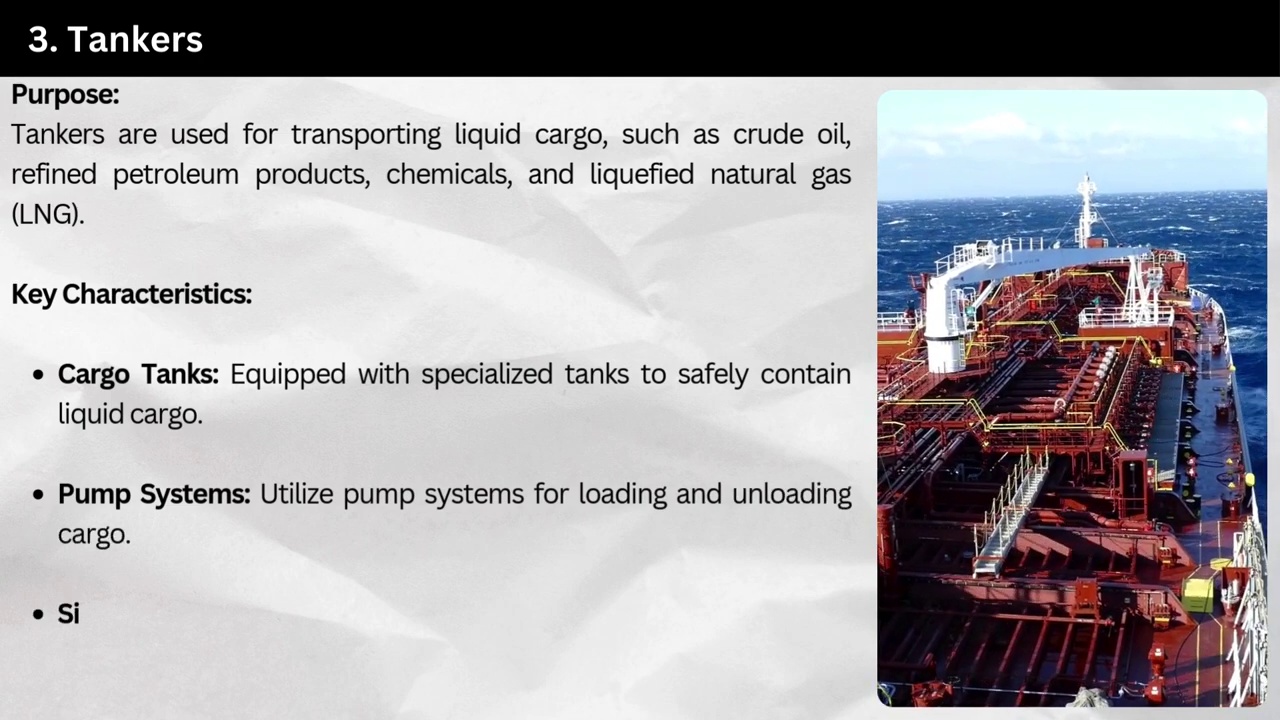 3. Tankers
Purpose:
Tankers are used for transporting liquid cargo, such as crude oil,
refined petroleum products, chemicals, and liquefied natural gas
(LNG).
Key Characteristics:
• Cargo Tanks: Equipped with specialized tanks to safely contain
liquid cargo.
• Pump Systems: Utilize pump systems for loading and unloading
cargo.
• Si